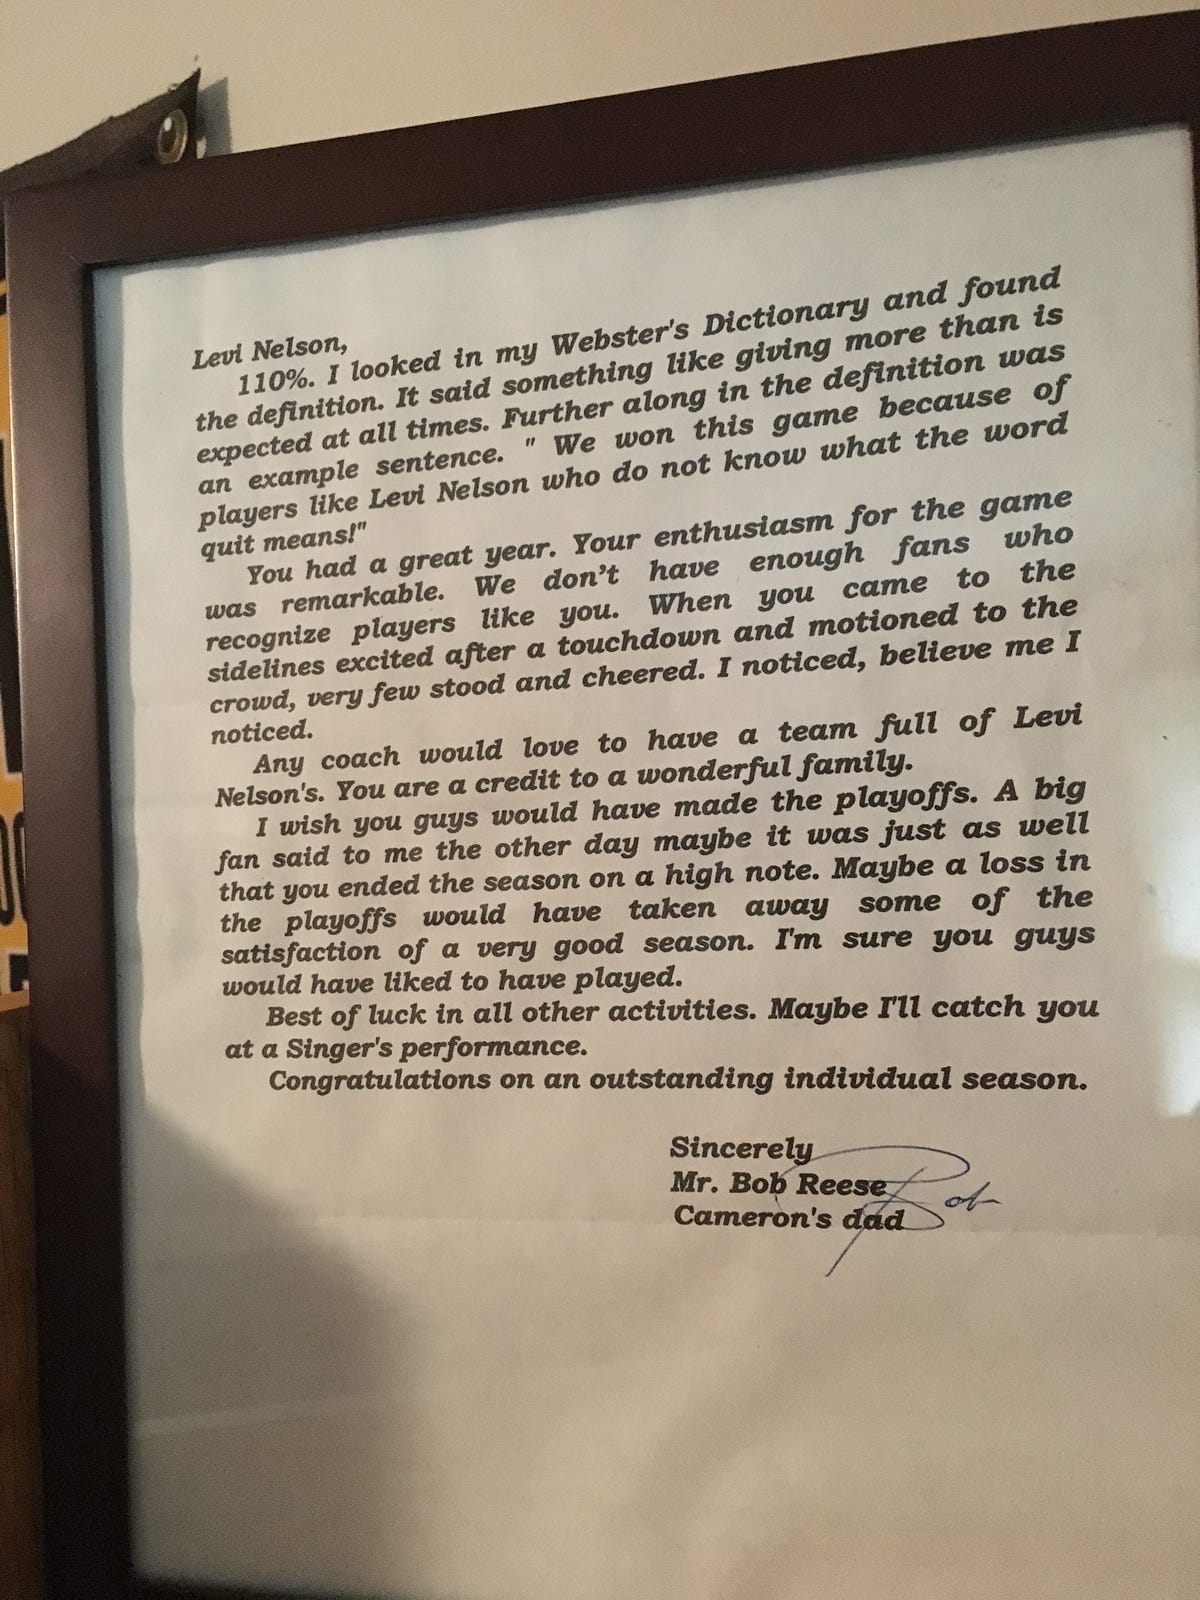 Levi Nelson,
110%. I looked in my Webster's Dictionary and found
the definition. It said something like giving more than is
expected at all times. Further along in the definition was
an example sentence. " We won this game because of
players like Levi Nelson who do not know what the word
quit means!"
You had a great year. Your enthusiasm for the game
was remarkable. We don’t have enough fans who
recognize players like you. When you came to the
sidelines excited after a touchdown and motioned to the
crowd, very few stood and cheered. I noticed, believe me I
noticed.
Any coach would love to have a team full of Levi
Nelson's. You are a credit to a wonderful family.
I wish you guys would have made the playoffs. A big
fan said to me the other day maybe it was just as well
that you ended the season on a high note. Maybe a loss in
the playoffs would have taken away some of the
satisfaction of a very good season. I'm sure you guys
would have liked to have played.
Best of luck in all other activities. Maybe I'll catch you
at a Singer's performance.
Congratulations on an outstanding individual season.
Sincerely
Mr. Bob Reese
Cameron's dad
Bob